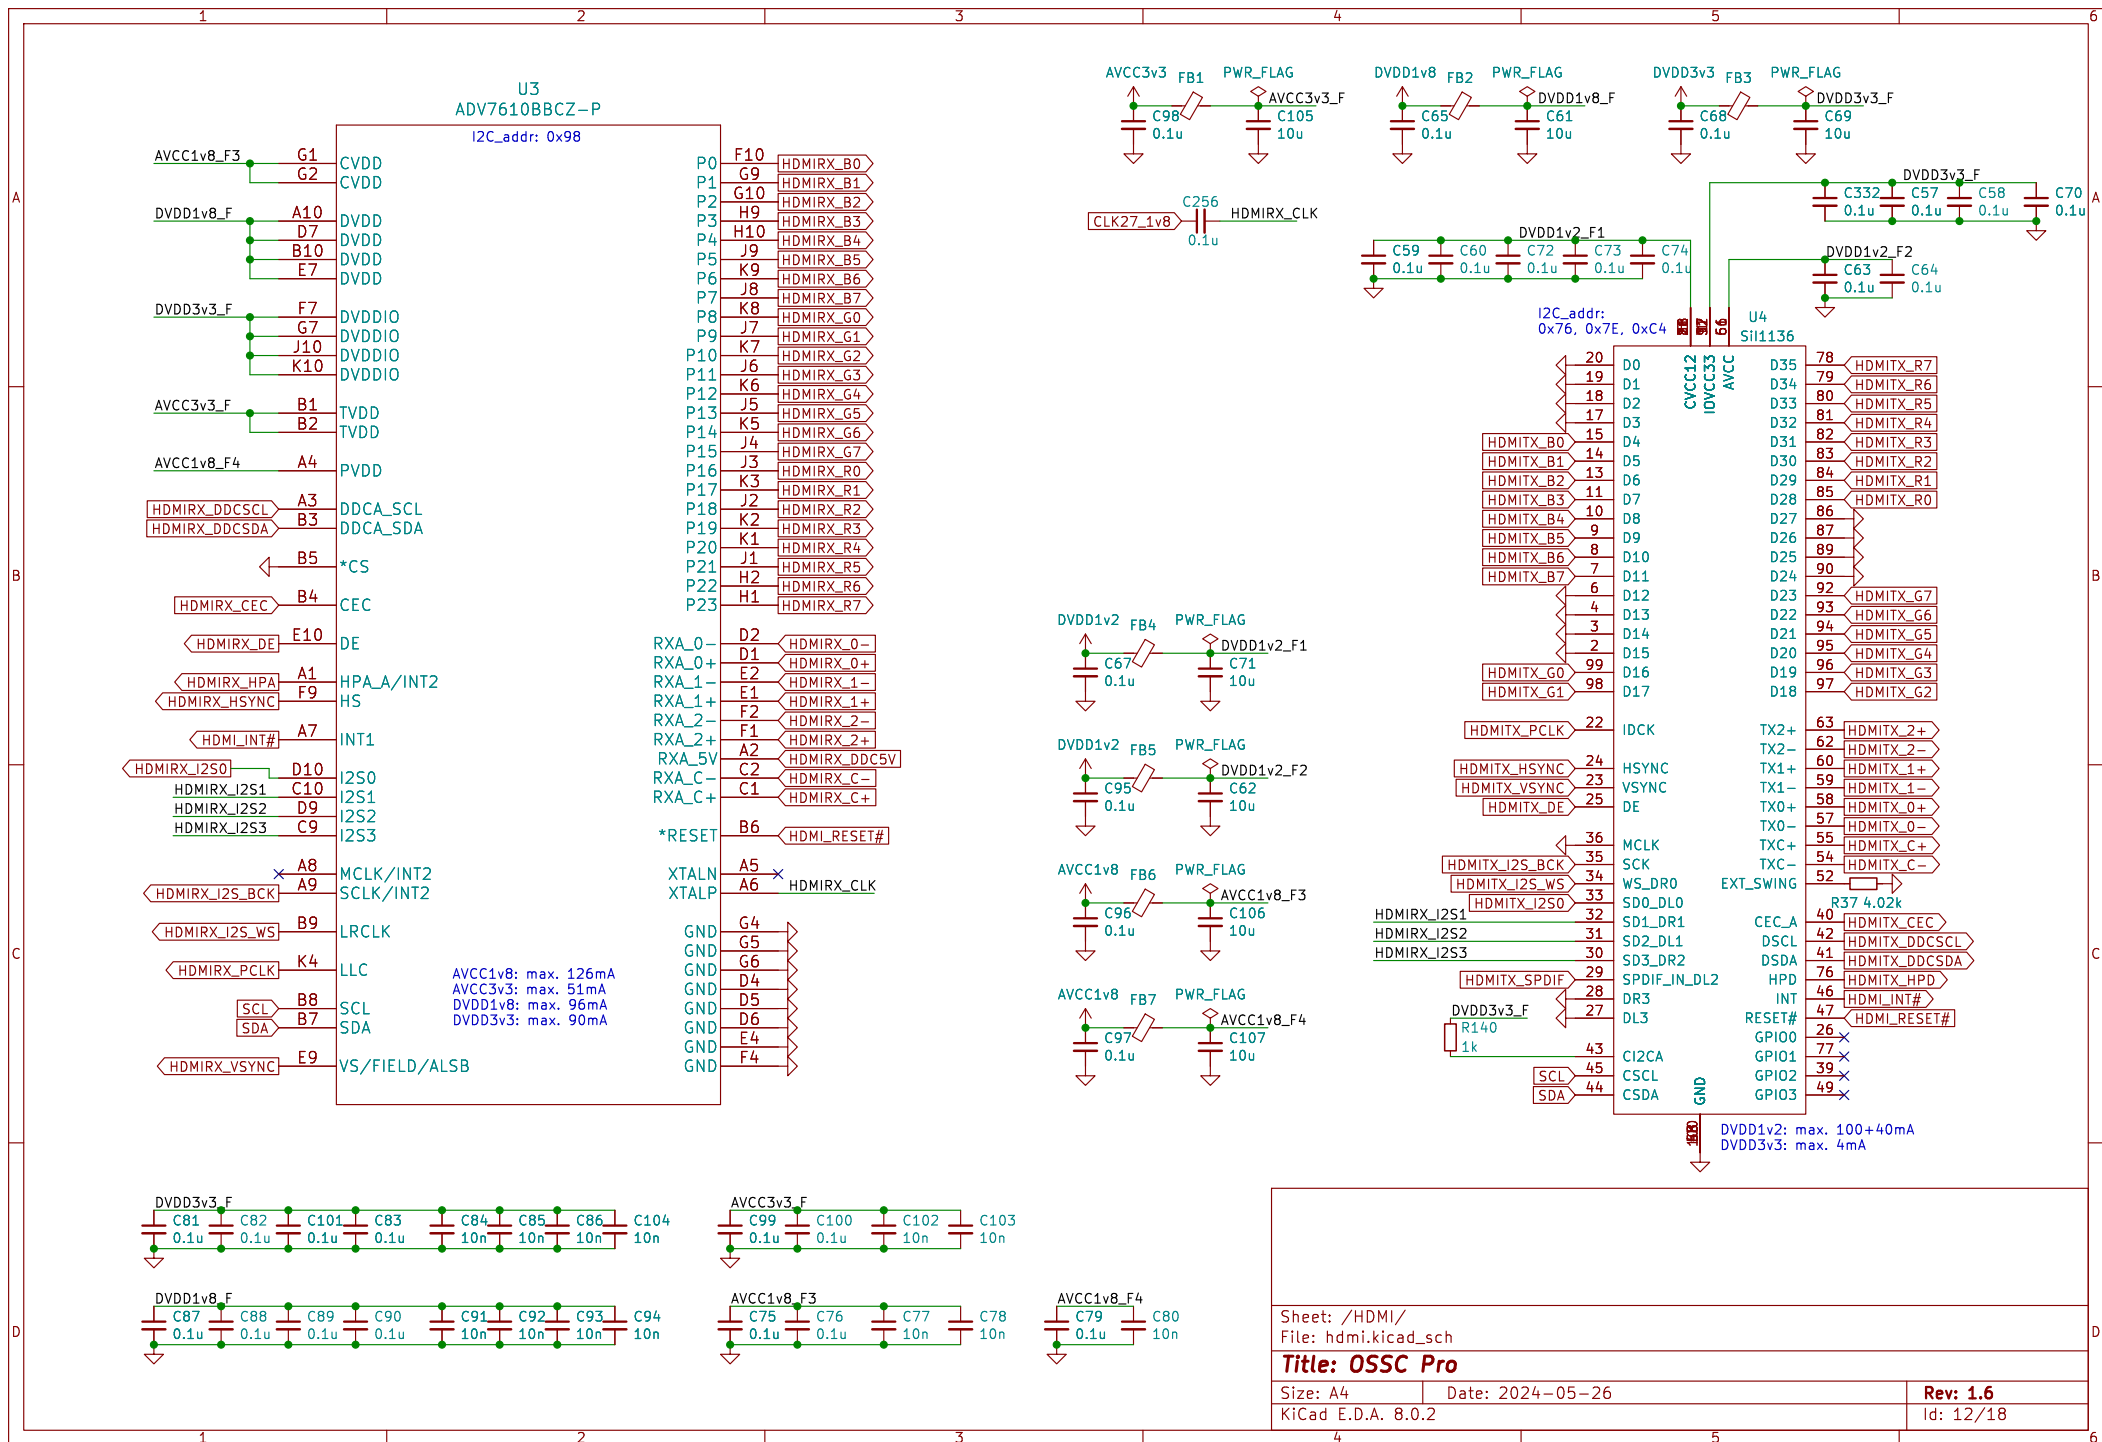 1 2 3 4 5 6
A
B
C
D
U3
ADV7610BBCZ-P
I2C_addr: 0x98
AVCC1v8_F3 G1 CVDD
G2 CVDD
DVDD1v8_F A10 DVDD
D7 DVDD
B10 DVDD
E7 DVDD
DVDD3v3_F F7 DVDDIO
G7 DVDDIO
J10 DVDDIO
K10 DVDDIO
AVCC3v3_F B1 TVDD
B2 TVDD
AVCC1v8_F4 A4 PVDD
HDMIRX_DDCSCL A3 DDCA_SCL
HDMIRX_DDCSDA B3 DDCA_SDA
B5 *CS
HDMIRX_CEC B4 CEC
HDMIRX_DE E10 DE
HDMIRX_HPA A1 HPA_A/INT2
HDMIRX_HSYNC F9 HS
HDMI_INT# A7 INT1
HDMIRX_I2S0 D10 I2S0
HDMIRX_I2S1 C10 I2S1
HDMIRX_I2S2 D9 I2S2
HDMIRX_I2S3 C9 I2S3
A8 MCLK/INT2
HDMIRX_I2S_BCK A9 SCLK/INT2
HDMIRX_I2S_WS B9 LRCLK
HDMIRX_PCLK K4 LLC
SCL B8 SCL
SDA B7 SDA
HDMIRX_VSYNC E9 VS/FIELD/ALSB
P0 F10 HDMIRX_B0
P1 G9 HDMIRX_B1
P2 G10 HDMIRX_B2
P3 H9 HDMIRX_B3
P4 H10 HDMIRX_B4
P5 J9 HDMIRX_B5
P6 K9 HDMIRX_B6
P7 J8 HDMIRX_B7
P8 K8 HDMIRX_G0
P9 J7 HDMIRX_G1
P10 K7 HDMIRX_G2
P11 J6 HDMIRX_G3
P12 K6 HDMIRX_G4
P13 J5 HDMIRX_G5
P14 K5 HDMIRX_G6
P15 J4 HDMIRX_G7
P16 J3 HDMIRX_R0
P17 K3 HDMIRX_R1
P18 J2 HDMIRX_R2
P19 K2 HDMIRX_R3
P20 K1 HDMIRX_R4
P21 J1 HDMIRX_R5
P22 H2 HDMIRX_R6
P23 H1 HDMIRX_R7
RXA_0- D2 HDMIRX_0-
RXA_0+ D1 HDMIRX_0+
RXA_1- E2 HDMIRX_1-
RXA_1+ E1 HDMIRX_1+
RXA_2- F2 HDMIRX_2-
RXA_2+ F1 HDMIRX_2+
RXA_5V A2 HDMIRX_DDC5V
RXA_C- C2 HDMIRX_C-
RXA_C+ C1 HDMIRX_C+
*RESET B6 HDMI_RESET#
XTALN A5
XTALP A6 HDMIRX_CLK
GND G4
GND G5
GND G6
GND D4
GND D5
GND D6
GND E4
GND F4
AVCC1v8: max. 126mA
AVCC3v3: max. 51mA
DVDD1v8: max. 96mA
DVDD3v3: max. 90mA
AVCC3v3 FB1 PWR_FLAG
AVCC3v3_F
C98 C105
0.1u 10u
DVDD1v8 FB2 PWR_FLAG
DVDD1v8_F
C65 C61
0.1u 10u
DVDD3v3 FB3 PWR_FLAG
DVDD3v3_F
C68 C69
0.1u 10u
CLK27_1v8 C256 HDMIRX_CLK
0.1u
DVDD3v3_F
C332 C57 C58 C70
0.1u 0.1u 0.1u 0.1u
DVDD1v2_F1
C59 C60 C72 C73 C74
0.1u 0.1u 0.1u 0.1u 0.1u
DVDD1v2_F2
C63 C64
0.1u 0.1u
DVDD1v2 FB4 PWR_FLAG
DVDD1v2_F1
C67 C71
0.1u 10u
DVDD1v2 FB5 PWR_FLAG
DVDD1v2_F2
C95 C62
0.1u 10u
AVCC1v8 FB6 PWR_FLAG
AVCC1v8_F3
C96 C106
0.1u 10u
AVCC1v8 FB7 PWR_FLAG
AVCC1v8_F4
C97 C107
0.1u 10u
I2C_addr:
0x76, 0x7E, 0xC4
U4
SiI1136
CVCC12
IOVCC33
AVCC
20 D0
19 D1
18 D2
17 D3
HDMITX_B0 15 D4
HDMITX_B1 14 D5
HDMITX_B2 13 D6
HDMITX_B3 11 D7
HDMITX_B4 10 D8
HDMITX_B5 9 D9
HDMITX_B6 8 D10
HDMITX_B7 7 D11
6 D12
4 D13
3 D14
2 D15
HDMITX_G0 99 D16
HDMITX_G1 98 D17
HDMITX_PCLK 22 IDCK
HDMITX_HSYNC 24 HSYNC
HDMITX_VSYNC 23 VSYNC
HDMITX_DE 25 DE
36 MCLK
HDMITX_I2S_BCK 35 SCK
HDMITX_I2S_WS 34 WS_DR0
HDMITX_I2S0 33 SD0_DL0
HDMIRX_I2S1 32 SD1_DR1
HDMIRX_I2S2 31 SD2_DL1
HDMIRX_I2S3 30 SD3_DR2
HDMITX_SPDIF 29 SPDIF_IN_DL2
28 DR3
27 DL3
DVDD3v3_F
R140
1k
43 CI2CA
SCL 45 CSCL
SDA 44 CSDA
D35 78 HDMITX_R7
D34 79 HDMITX_R6
D33 80 HDMITX_R5
D32 81 HDMITX_R4
D31 82 HDMITX_R3
D30 83 HDMITX_R2
D29 84 HDMITX_R1
D28 85 HDMITX_R0
D27 86
D26 87
D25 89
D24 90
D23 92 HDMITX_G7
D22 93 HDMITX_G6
D21 94 HDMITX_G5
D20 95 HDMITX_G4
D19 96 HDMITX_G3
D18 97 HDMITX_G2
TX2+ 63 HDMITX_2+
TX2- 62 HDMITX_2-
TX1+ 60 HDMITX_1+
TX1- 59 HDMITX_1-
TX0+ 58 HDMITX_0+
TX0- 57 HDMITX_0-
TXC+ 55 HDMITX_C+
TXC- 54 HDMITX_C-
EXT_SWING 52
R37 4.02k
CEC_A 40 HDMITX_CEC
DSCL 42 HDMITX_DDCSCL
DSDA 41 HDMITX_DDCSDA
HPD 76 HDMITX_HPD
INT 46 HDMI_INT#
RESET# 47 HDMI_RESET#
GPIO0 26
GPIO1 77
GPIO2 39
GPIO3 49
GND
DVDD1v2: max. 100+40mA
DVDD3v3: max. 4mA
DVDD3v3_F
C81 C82 C101 C83 C84 C85 C86 C104
0.1u 0.1u 0.1u 0.1u 10n 10n 10n 10n
AVCC3v3_F
C99 C100 C102 C103
0.1u 0.1u 10n 10n
DVDD1v8_F
C87 C88 C89 C90 C91 C92 C93 C94
0.1u 0.1u 0.1u 0.1u 10n 10n 10n 10n
AVCC1v8_F3
C75 C76 C77 C78
0.1u 0.1u 10n 10n
AVCC1v8_F4
C79 C80
0.1u 10n
Sheet: /HDMI/
File: hdmi.kicad_sch
Title: OSSC Pro
Size: A4 Date: 2024-05-26 Rev: 1.6
KiCad E.D.A. 8.0.2 Id: 12/18
A
B
C
D
1 2 3 4 5 6